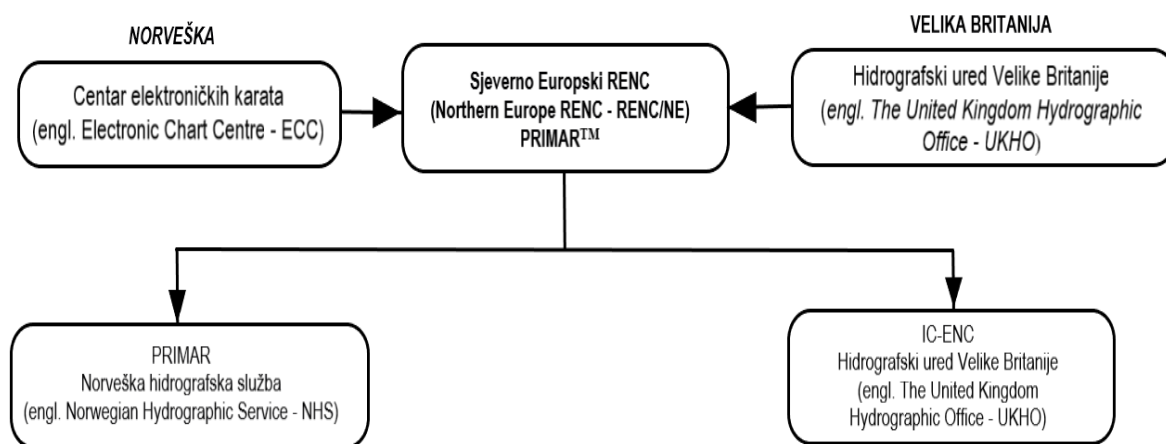 NORVEŠKA
Centar elektroničkih karata
(engl. Electronic Chart Centre - ECC)
Sjeverno Europski RENC
(Northern Europe RENC - RENC/NE)
PRIMAR™
VELIKA BRITANIJA
Hidrografski ured Velike Britanije
(engl. The United Kingdom Hydrographic
Office - UKHO)
PRIMAR
Norveška hidrografska služba
(engl. Norwegian Hydrographic Service - NHS)
IC-ENC
Hidrografski ured Velike Britanije
(engl. The United Kingdom
Hydrographic Office - UKHO)